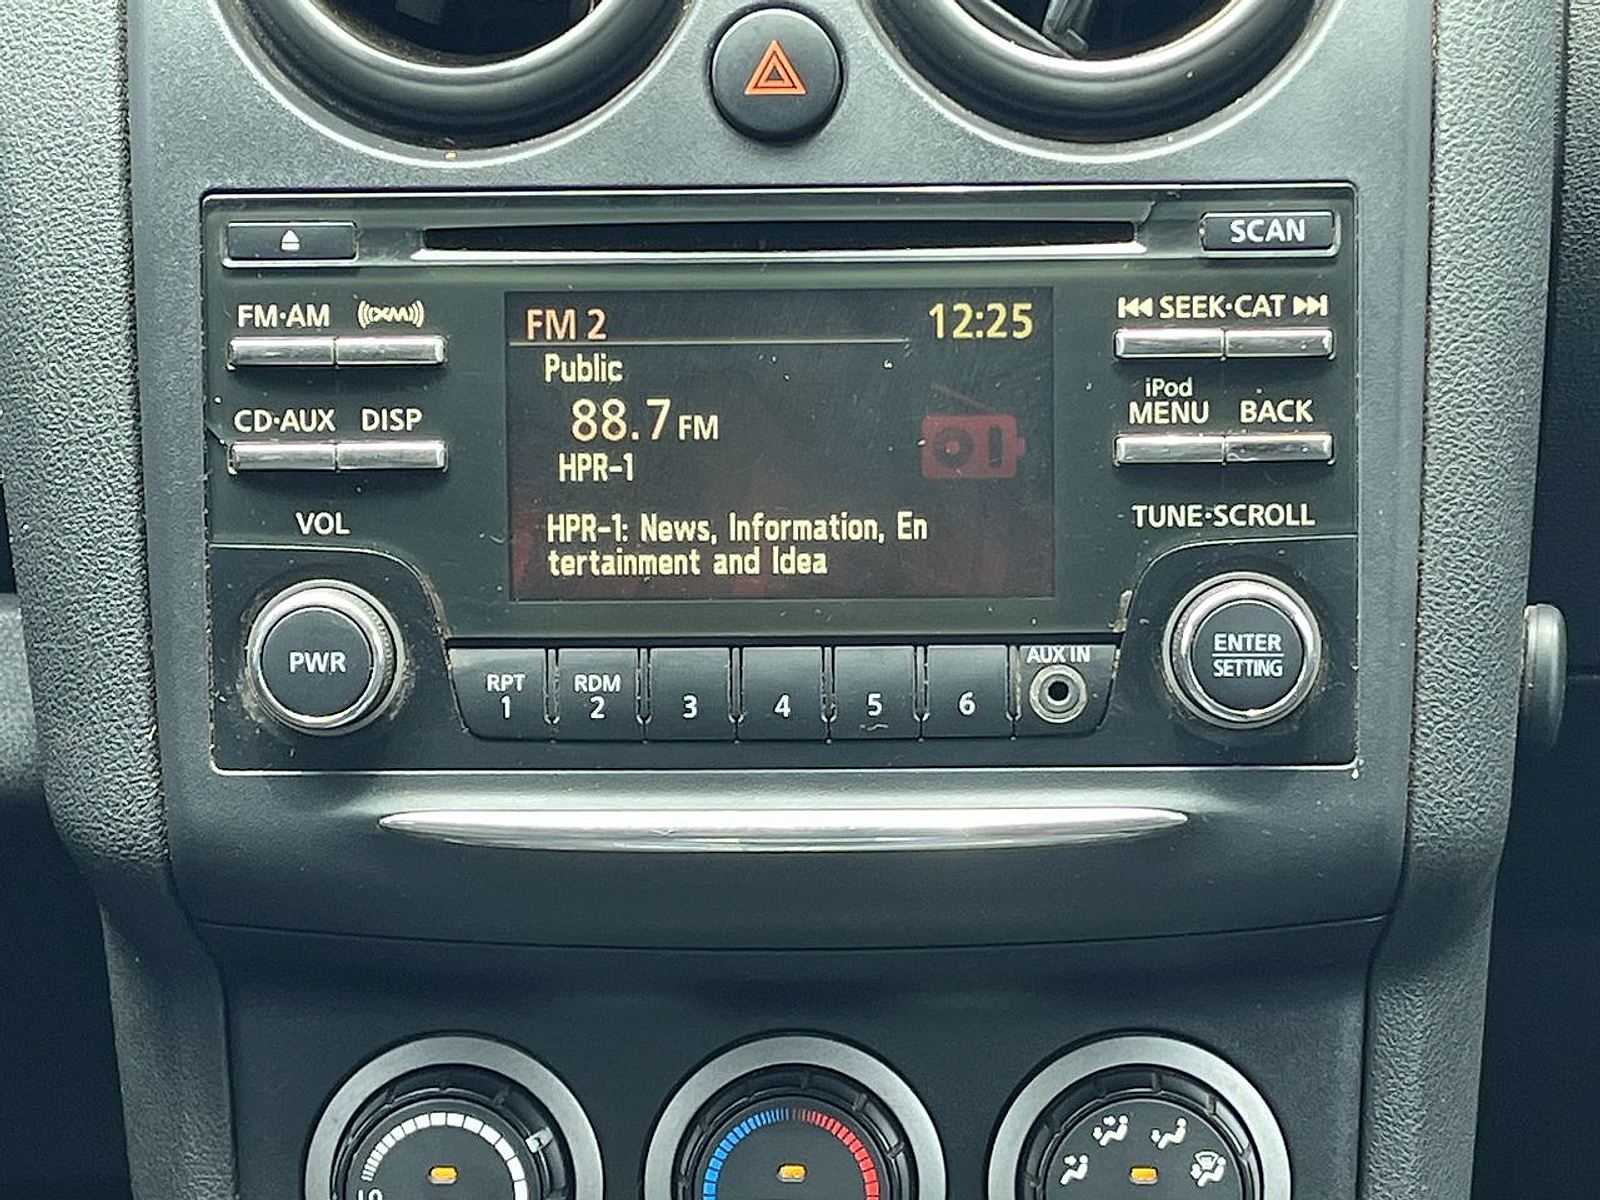 SCAN
FM·AM
((XM))
SEEK·CAT
FM 2
12:25
Public
88.7 FM
HPR-1
HPR-1: News, Information, En
tertainment and Idea
CD·AUX
DISP
iPod
MENU
BACK
VOL
TUNE·SCROLL
PWR
ENTER
SETTING
RPT
1
RDM
2
3
4
5
6
AUX IN
LO